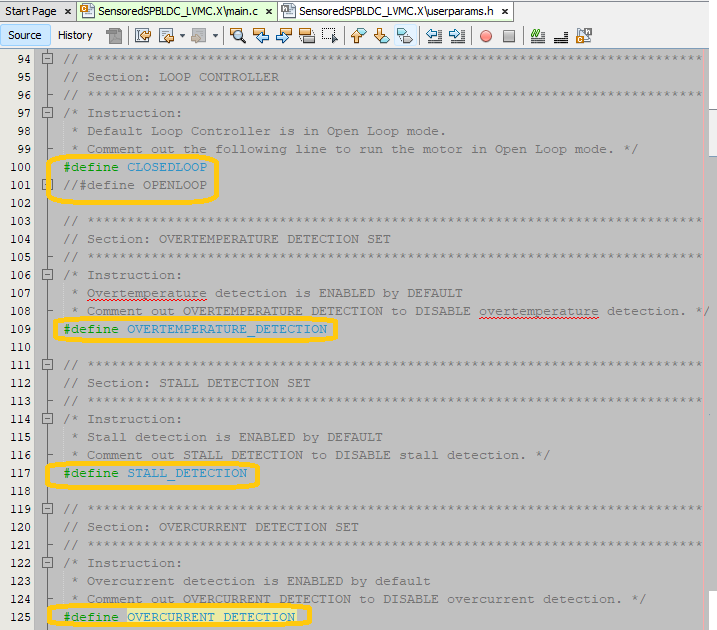 Start Page SensoredSPBLDC_LVMC.X\main.c SensoredSPBLDC_LVMC.X\userparams.h
Source History
94 // *****************************************************************************
95 // Section: LOOP CONTROLLER
96 // *****************************************************************************
97 /* Instruction:
98 * Default Loop Controller is in Open Loop mode.
99 * Comment out the following line to run the motor in Open Loop mode. */
100 #define CLOSEDLOOP
101 //#define OPENLOOP
102
103 // *****************************************************************************
104 // Section: OVERTEMPERATURE DETECTION SET
105 // *****************************************************************************
106 /* Instruction:
107 * Overtemperature detection is ENABLED by DEFAULT
108 * Comment out OVERTEMPERATURE_DETECTION to DISABLE overtemperature detection. */
109 #define OVERTEMPERATURE_DETECTION
110
111 // *****************************************************************************
112 // Section: STALL DETECTION SET
113 // *****************************************************************************
114 /* Instruction:
115 * Stall detection is ENABLED by DEFAULT
116 * Comment out STALL_DETECTION to DISABLE stall detection. */
117 #define STALL_DETECTION
118
119 // *****************************************************************************
120 // Section: OVERCURRENT DETECTION SET
121 // *****************************************************************************
122 /* Instruction:
123 * Overcurrent detection is ENABLED by default
124 * Comment out OVERCURRENT_DETECTION to DISABLE overcurrent detection. */
125 #define OVERCURRENT_DETECTION